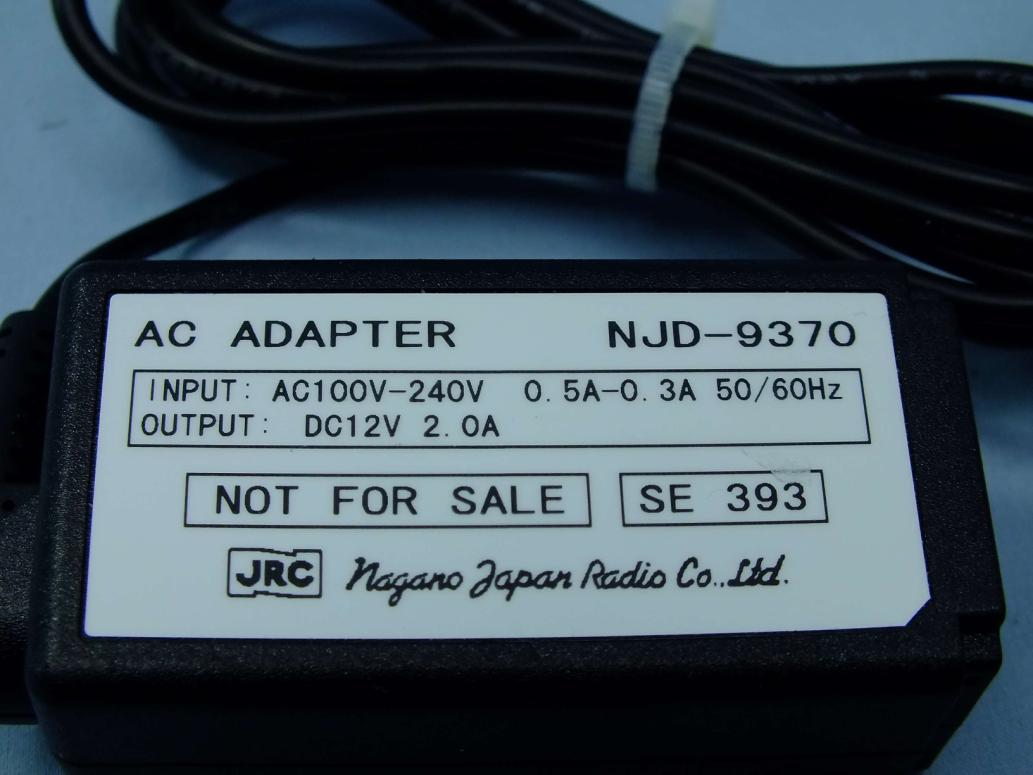 AC ADAPTER NJD-9370
INPUT: AC100V-240V 0.5A-0.3A 50/60Hz
OUTPUT: DC12V 2.0A
NOT FOR SALE SE 393
JRC Nagano Japan Radio Co.,Ltd.